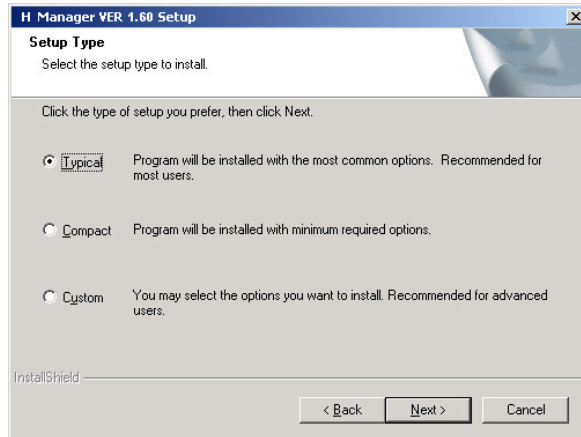 H Manager VER 1.60 Setup
Setup Type
Select the setup type to install.
Click the type of setup you prefer, then click Next.
Typical
Program will be installed with the most common options. Recommended for
most users.
Compact
Program will be installed with minimum required options.
Custom
You may select the options you want to install. Recommended for advanced
users.
InstallShield
< Back
Next >
Cancel